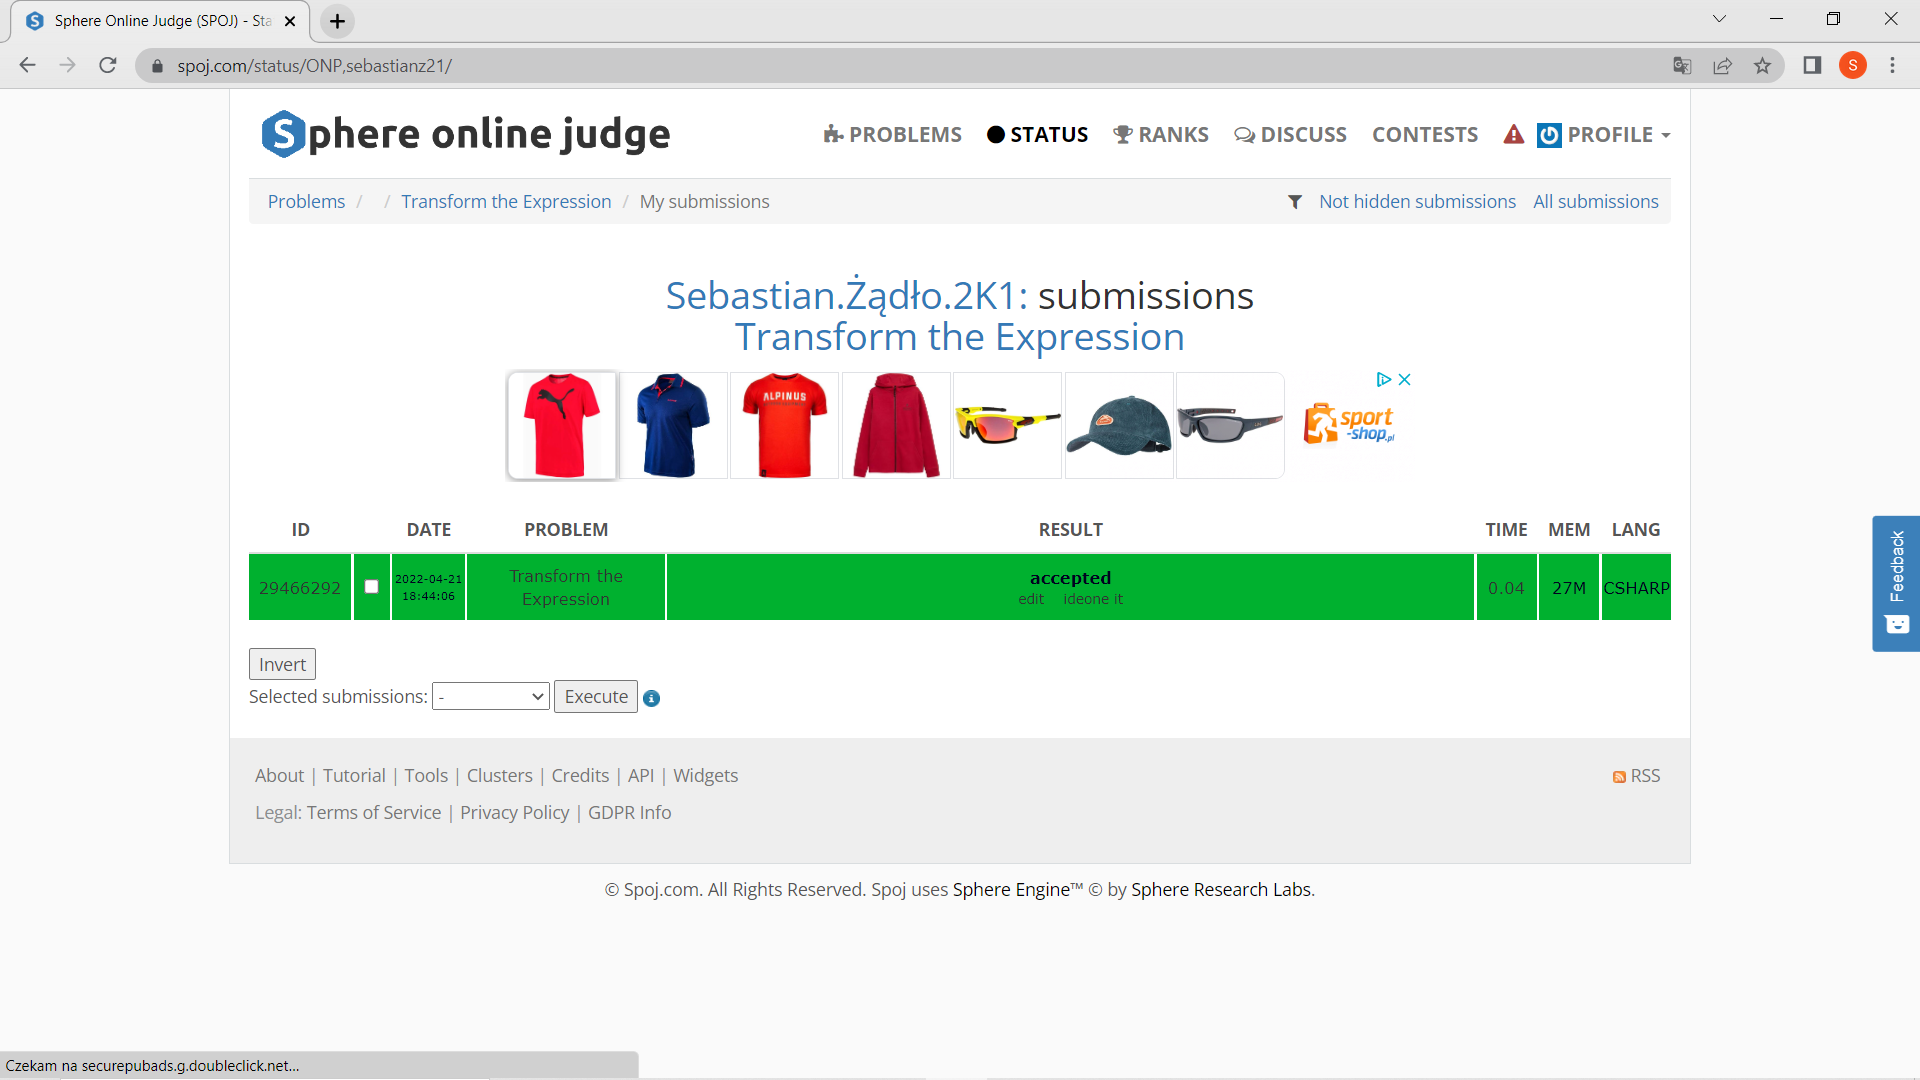 Sphere Online Judge (SPOJ) - Sta
spoj.com/status/ONP,sebastianz21/
S
Sphere online judge
PROBLEMS STATUS RANKS DISCUSS CONTESTS PROFILE
Problems / / Transform the Expression / My submissions
Not hidden submissions All submissions
Sebastian.Żądło.2K1: submissions
Transform the Expression
ALPINUS
sport
-shop.pl
ID DATE PROBLEM RESULT TIME MEM LANG
29466292 2022-04-21 18:44:06 Transform the Expression accepted 0.04 27M CSHARP
edit ideone it
Feedback
Invert
Selected submissions: - Execute
About | Tutorial | Tools | Clusters | Credits | API | Widgets
RSS
Legal: Terms of Service | Privacy Policy | GDPR Info
© Spoj.com. All Rights Reserved. Spoj uses Sphere Engine™ © by Sphere Research Labs.
Czekam na securepubads.g.doubleclick.net...